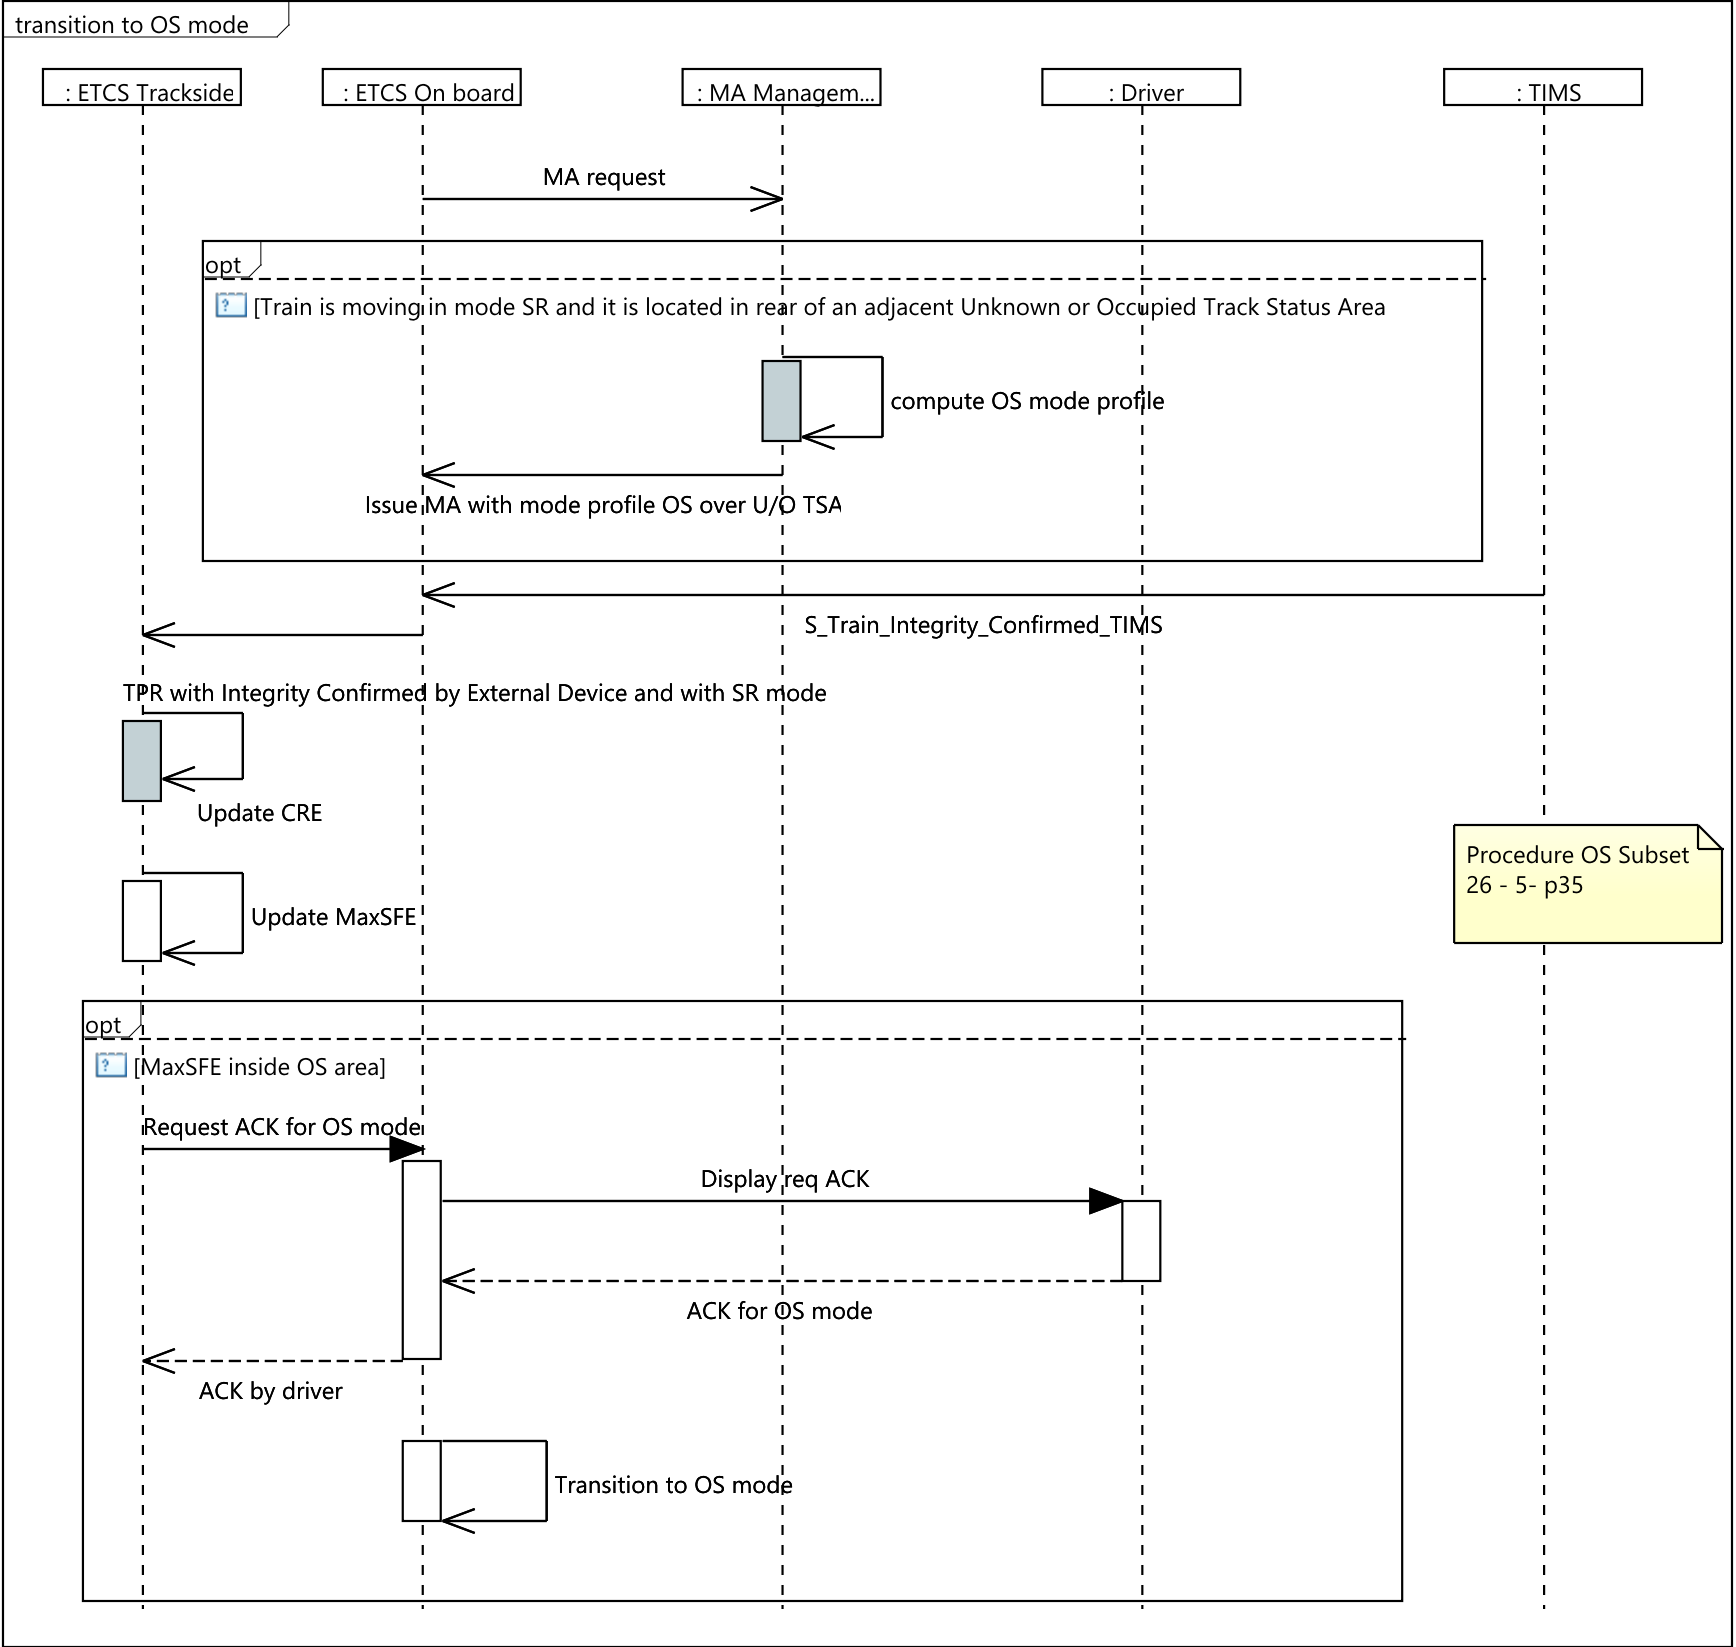 transition to OS mode
: ETCS Trackside
: ETCS On board
: MA Managem...
: Driver
: TIMS
MA request
opt
[Train is moving in mode SR and it is located in rear of an adjacent Unknown or Occupied Track Status Area
compute OS mode profile
Issue MA with mode profile OS over U/O TSA
S_Train_Integrity_Confirmed_TIMS
TPR with Integrity Confirmed by External Device and with SR mode
Update CRE
Procedure OS Subset
26 - 5- p35
Update MaxSFE
opt
[MaxSFE inside OS area]
Request ACK for OS mode
Display req ACK
ACK for OS mode
ACK by driver
Transition to OS mode